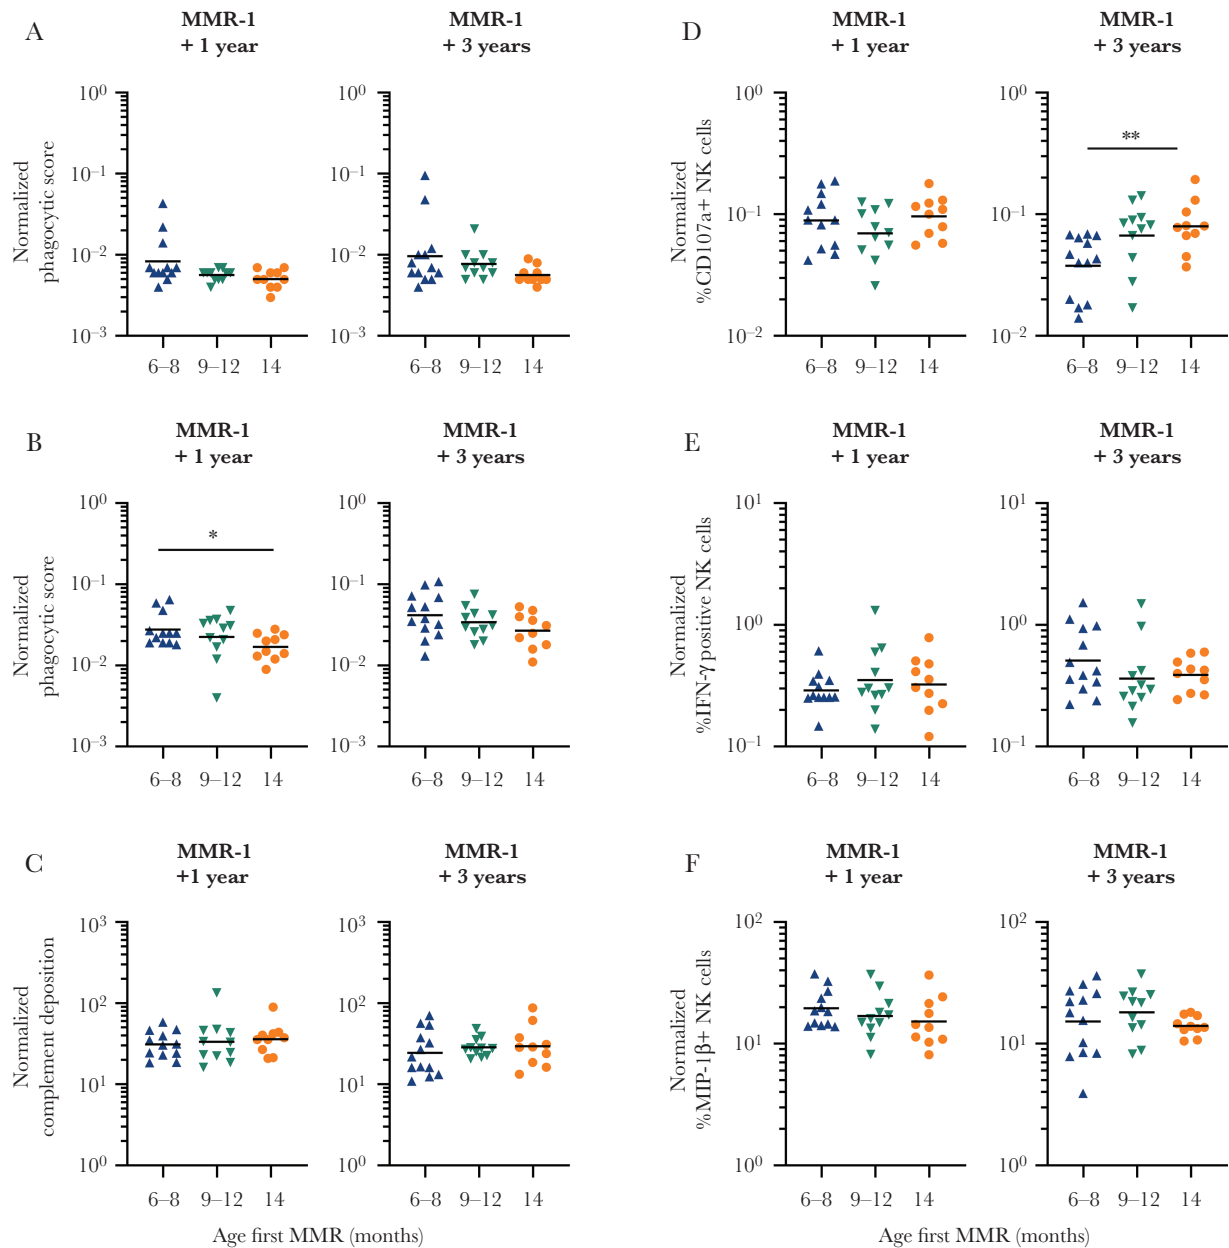 A
MMR-1
+ 1 year
MMR-1
+ 3 years
Normalized
phagocytic score
10⁰
10⁻¹
10⁻²
10⁻³
6–8 9–12 14
10⁰
10⁻¹
10⁻²
10⁻³
6–8 9–12 14
D
MMR-1
+ 1 year
MMR-1
+ 3 years
Normalized
%CD107a+ NK cells
10⁰
10⁻¹
10⁻²
6–8 9–12 14
10⁰
**
10⁻¹
10⁻²
6–8 9–12 14
B
MMR-1
+ 1 year
MMR-1
+ 3 years
Normalized
phagocytic score
10⁰
*
10⁻¹
10⁻²
10⁻³
6–8 9–12 14
10⁰
10⁻¹
10⁻²
10⁻³
6–8 9–12 14
E
MMR-1
+ 1 year
MMR-1
+ 3 years
Normalized
%IFN-γ positive NK cells
10¹
10⁰
10⁻¹
6–8 9–12 14
10¹
10⁰
10⁻¹
6–8 9–12 14
C
MMR-1
+1 year
MMR-1
+ 3 years
Normalized
complement deposition
10³
10²
10¹
10⁰
6–8 9–12 14
10³
10²
10¹
10⁰
6–8 9–12 14
Age first MMR (months)
F
MMR-1
+ 1 year
MMR-1
+ 3 years
Normalized
%MIP-1β+ NK cells
10²
10¹
10⁰
6–8 9–12 14
10²
10¹
10⁰
6–8 9–12 14
Age first MMR (months)